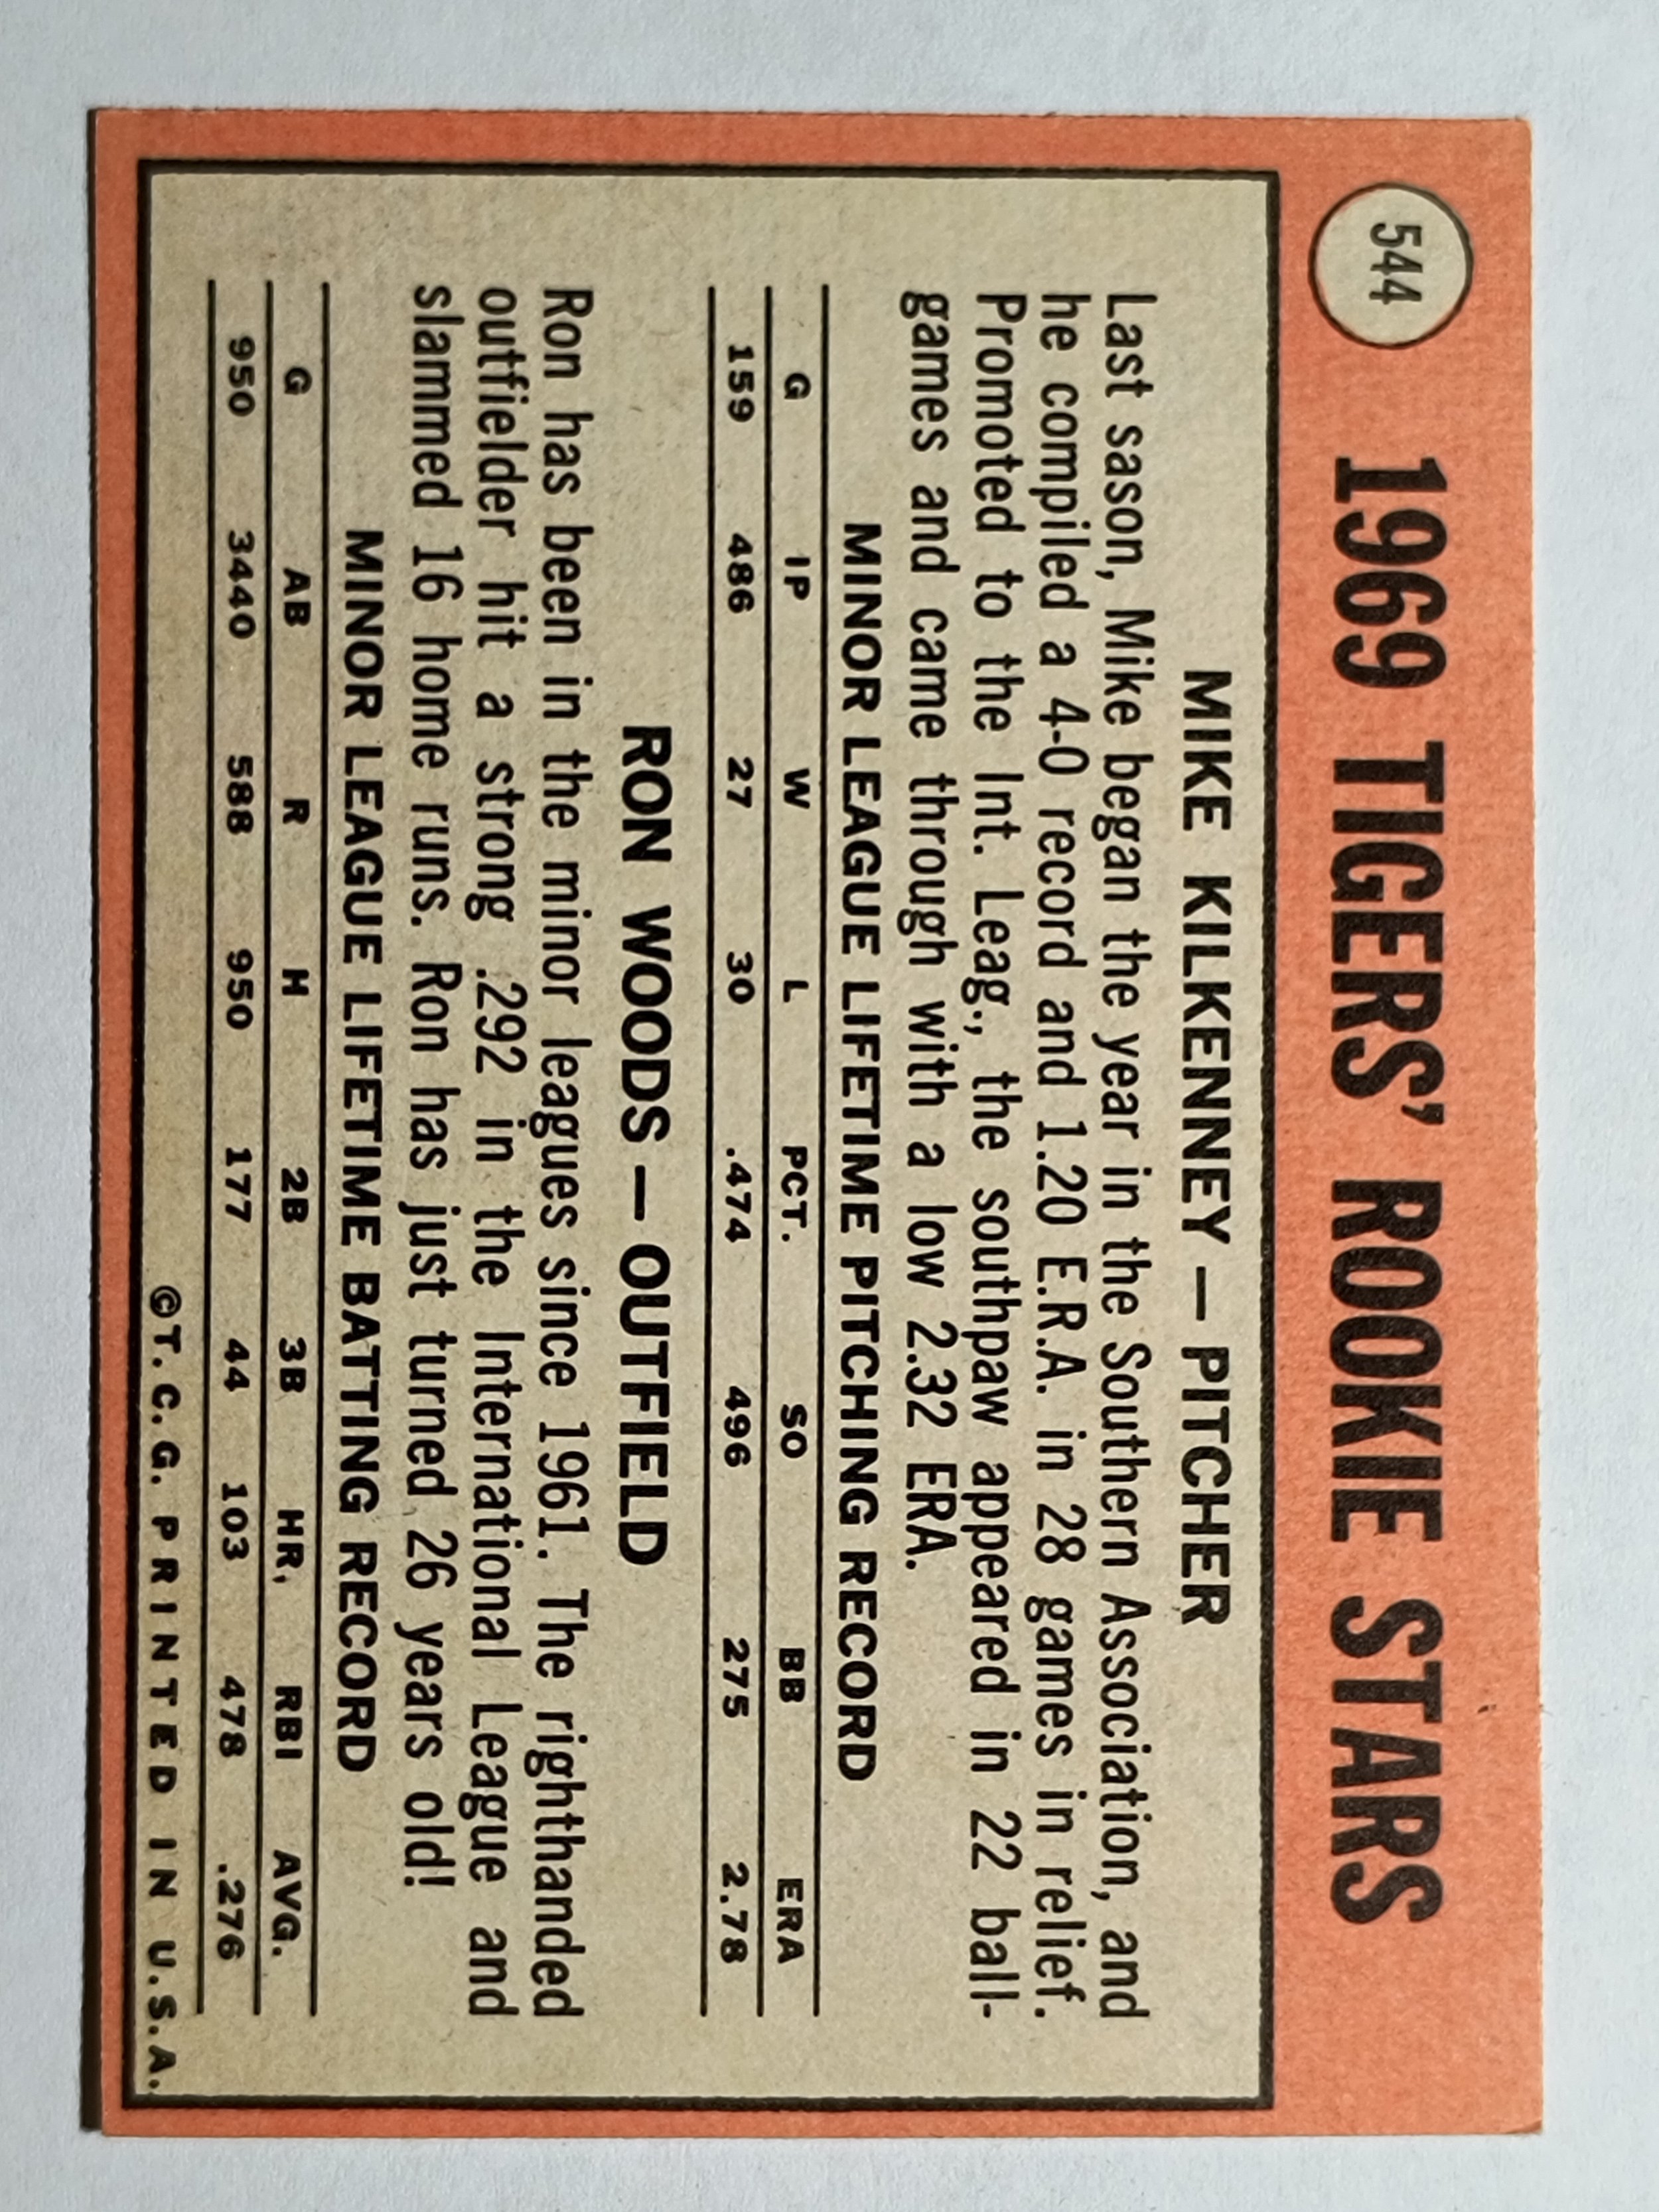 544
1969 TIGERS' ROOKIE STARS
MIKE KILKENNEY — PITCHER
Last sason, Mike began the year in the Southern Association, and
he compiled a 4-0 record and 1.20 E.R.A. in 28 games in relief.
Promoted to the Int. Leag., the southpaw appeared in 22 ball-
games and came through with a low 2.32 ERA.
MINOR LEAGUE LIFETIME PITCHING RECORD
G IP W L PCT. SO BB ERA
159 486 27 30 .474 496 275 2.78
RON WOODS — OUTFIELD
Ron has been in the minor leagues since 1961. The righthanded
outfielder hit a strong .292 in the International League and
slammed 16 home runs. Ron has just turned 26 years old!
MINOR LEAGUE LIFETIME BATTING RECORD
G AB R H 2B 3B HR. RBI AVG.
950 3440 588 950 177 44 103 478 .276
©T.C.G. PRINTED IN U.S.A.